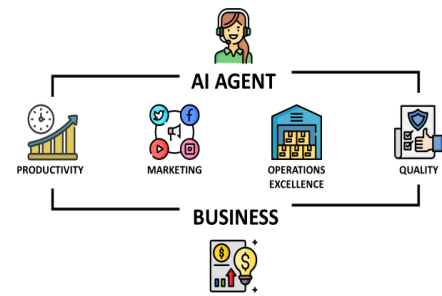 AI AGENT
PRODUCTIVITY
MARKETING
OPERATIONS
EXCELLENCE
QUALITY
BUSINESS